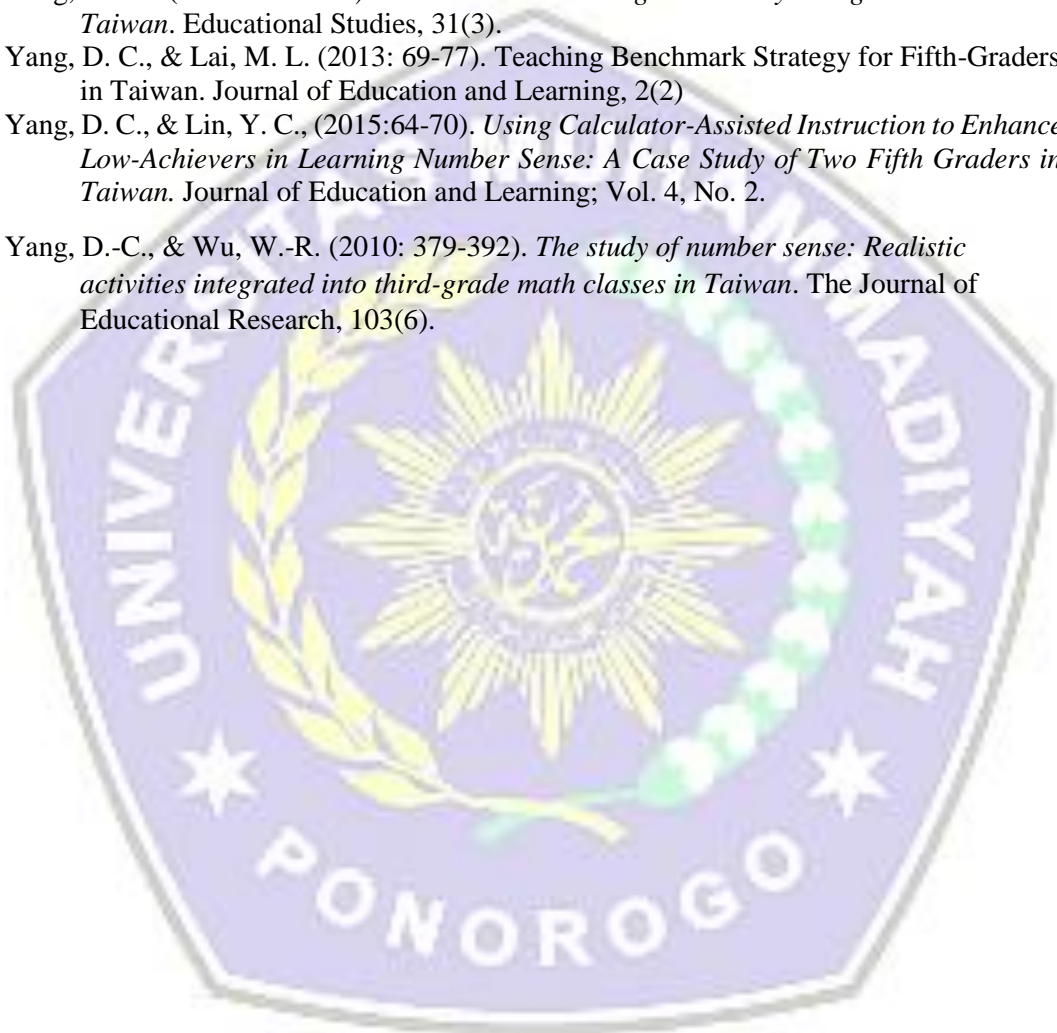 Taiwan. Educational Studies, 31(3).
Yang, D. C., & Lai, M. L. (2013: 69-77). Teaching Benchmark Strategy for Fifth-Graders
in Taiwan. Journal of Education and Learning, 2(2)
Yang, D. C., & Lin, Y. C., (2015:64-70). Using Calculator-Assisted Instruction to Enhance
Low-Achievers in Learning Number Sense: A Case Study of Two Fifth Graders in
Taiwan. Journal of Education and Learning; Vol. 4, No. 2.
Yang, D.-C., & Wu, W.-R. (2010: 379-392). The study of number sense: Realistic
activities integrated into third-grade math classes in Taiwan. The Journal of
Educational Research, 103(6).
UNIVERSITAS MUHAMMADIYAH
PONOROGO